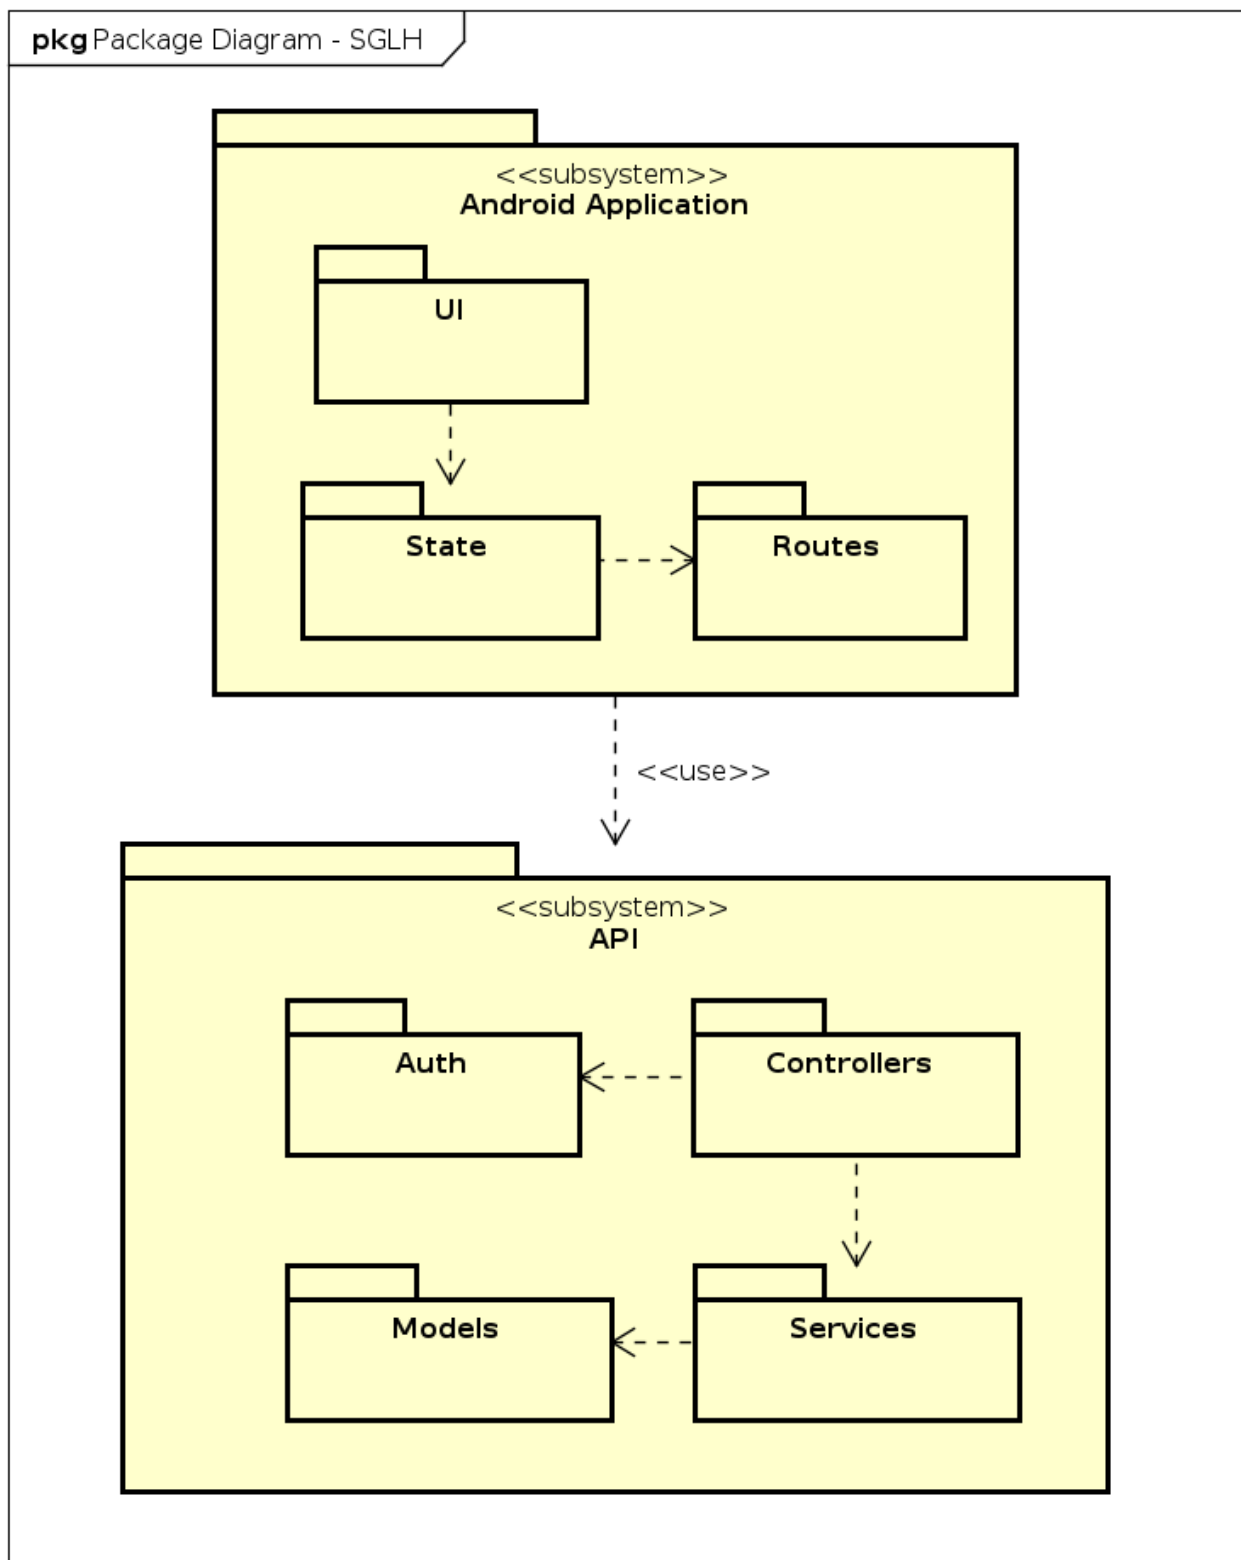 pkg Package Diagram - SGLH
<<subsystem>>
Android Application
UI
State
Routes
<<use>>
<<subsystem>>
API
Auth
Controllers
Models
Services